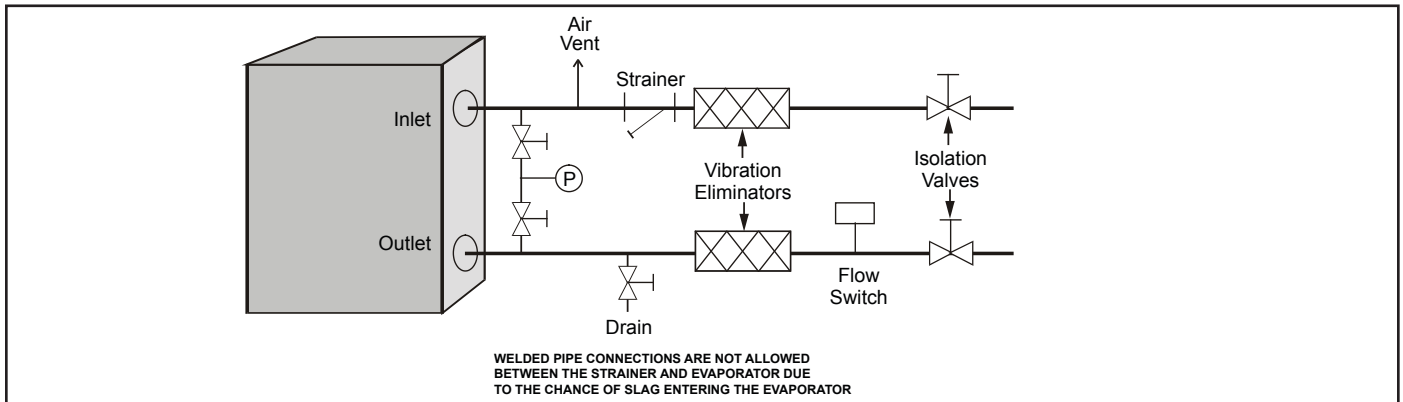 Air
Vent
Strainer
Inlet
Isolation
Valves
Vibration
Eliminators
P
Outlet
Flow
Switch
Drain
WELDED PIPE CONNECTIONS ARE NOT ALLOWED
BETWEEN THE STRAINER AND EVAPORATOR DUE
TO THE CHANCE OF SLAG ENTERING THE EVAPORATOR